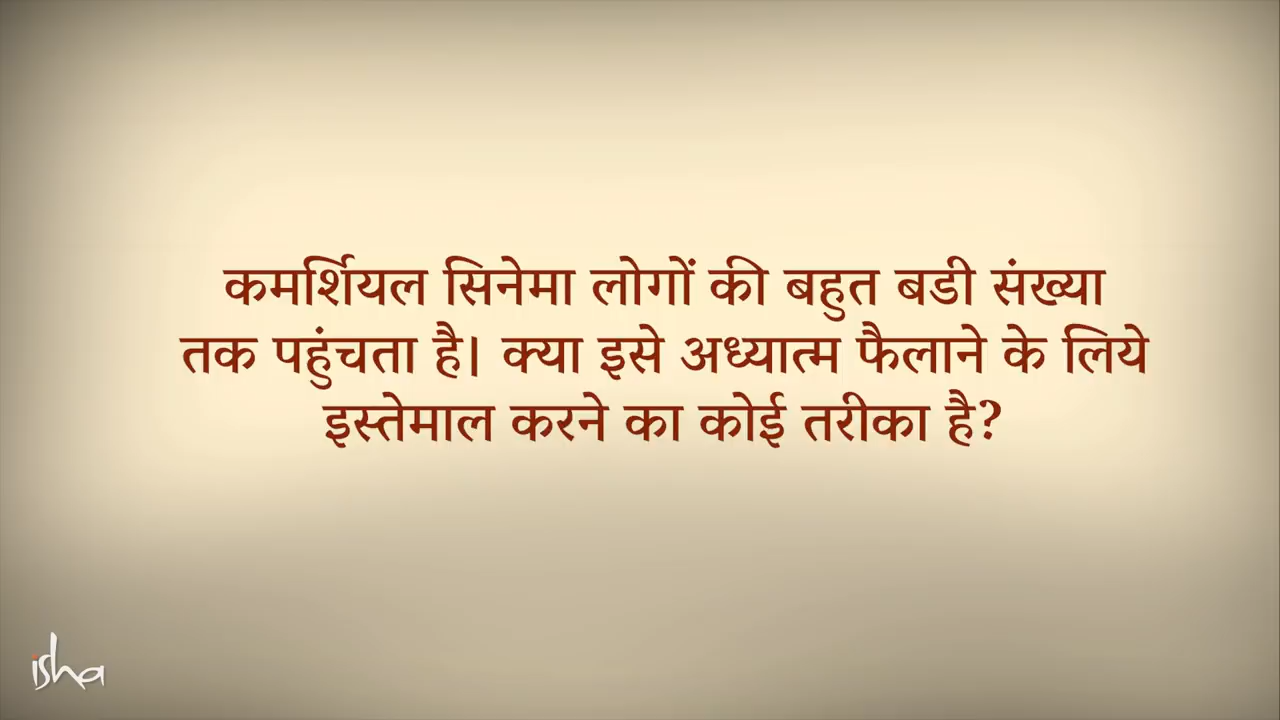 कमर्शियल सिनेमा लोगों की बहुत बडी संख्या
तक पहुंचता है। क्या इसे अध्यात्म फैलाने के लिये
इस्तेमाल करने का कोई तरीका है?
isha